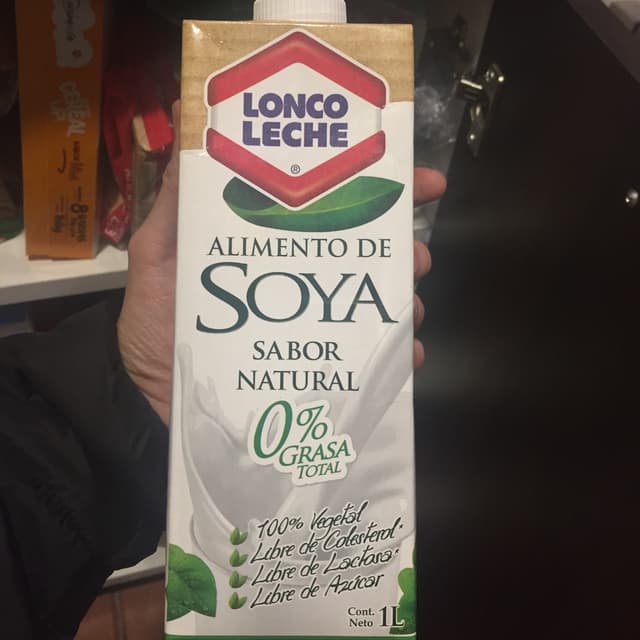 LONCO
LECHE
®
ALIMENTO DE
SOYA
SABOR
NATURAL
0%
GRASA
TOTAL
100% Vegetal
Libre de Colesterol*
Libre de Lactosa*
Libre de Azúcar
Cont.
Neto 1L